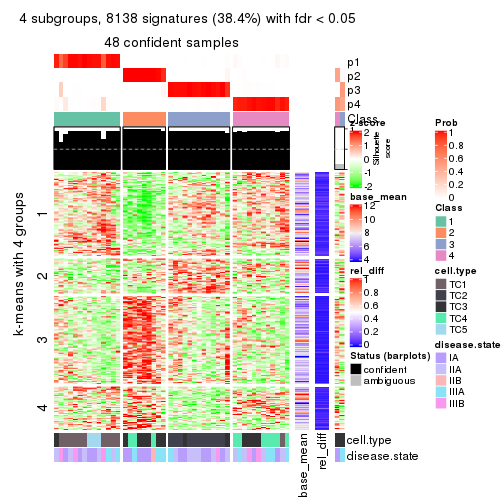 4 subgroups, 8138 signatures (38.4%) with fdr < 0.05
48 confident samples
p1
p2
p3
p4
Class
Silhouette score
k-means with 4 groups
1
2
3
4
cell.type
disease.state
base_mean
rel_diff
z-score
2
1
0
-1
-2
base_mean
12
10
8
6
4
rel_diff
1
0.8
0.6
0.4
0.2
0
Status (barplots)
confident
ambiguous
Prob
1
0.8
0.6
0.4
0.2
0
Class
1
2
3
4
cell.type
TC1
TC2
TC3
TC4
TC5
disease.state
IA
IIA
IIB
IIIA
IIIB